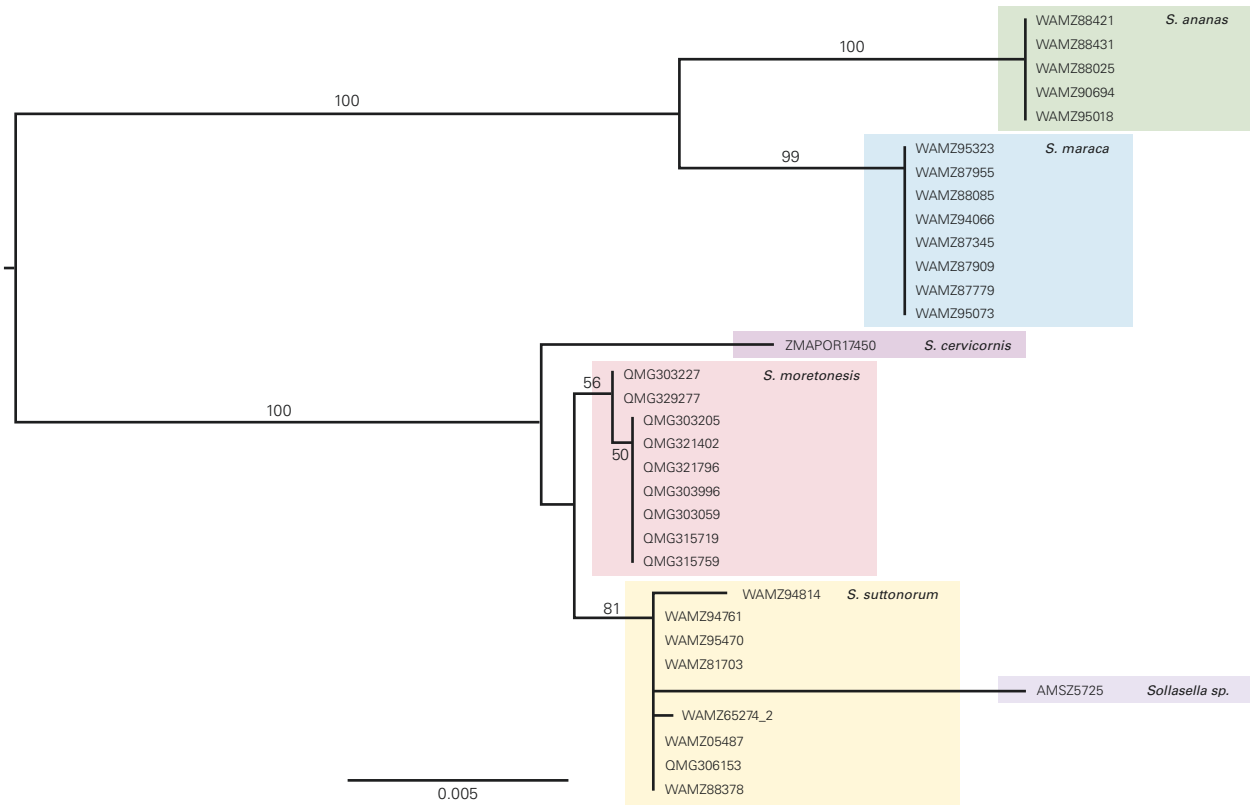 WAMZ88421 S. ananas
WAMZ88431
100
WAMZ88025
WAMZ90694
100
WAMZ95018
WAMZ95323 S. maraca
99
WAMZ87955
WAMZ88085
WAMZ94066
WAMZ87345
WAMZ87909
WAMZ87779
WAMZ95073
ZMAPOR17450 S. cervicornis
QMG303227 S. moretonesis
56
QMG329277
100
QMG303205
QMG321402
50
QMG321796
QMG303996
QMG303059
QMG315719
QMG315759
WAMZ94814 S. suttonorum
81
WAMZ94761
WAMZ95470
WAMZ81703
AMSZ5725 Sollasella sp.
WAMZ65274_2
WAMZ05487
QMG306153
WAMZ88378
0.005